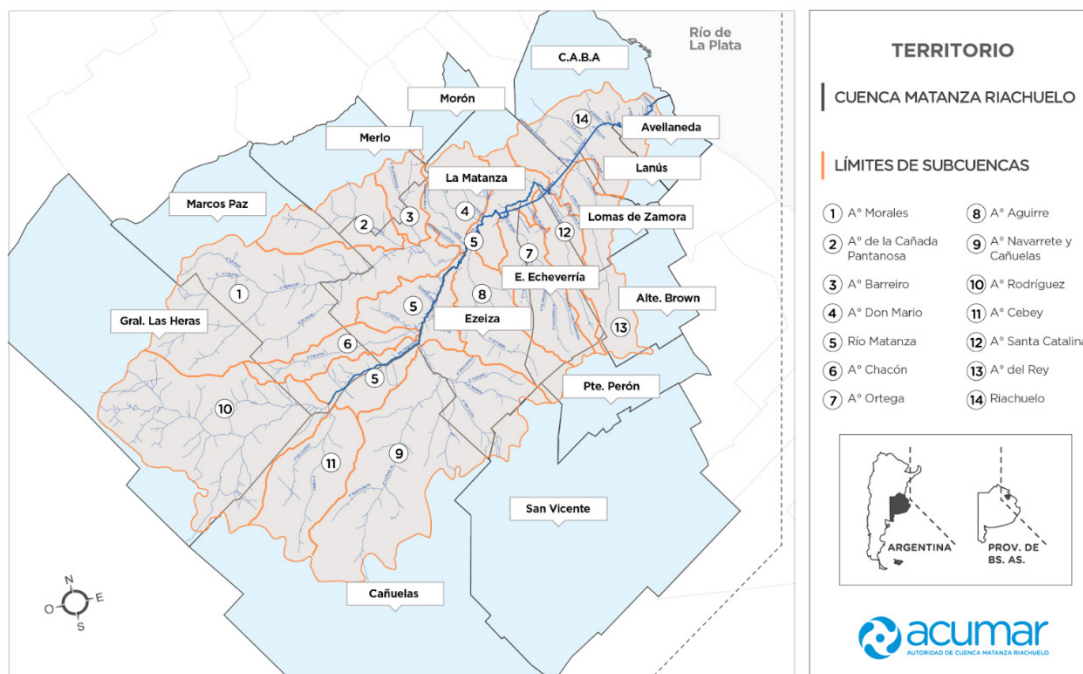 Río de
La Plata
C.A.B.A
Morón
Merlo
Avellaneda
Lanús
La Matanza
Marcos Paz
Lomas de Zamora
E. Echeverría
Alte. Brown
Gral. Las Heras
Ezeiza
Pte. Perón
San Vicente
Cañuelas
14
4
3
2
5
12
7
1
5
8
13
6
5
10
11
9
N
O
E
S
TERRITORIO
CUENCA MATANZA RIACHUELO
LÍMITES DE SUBCUENCAS
1 A° Morales
2 A° de la Cañada
Pantanosa
3 A° Barreiro
4 A° Don Mario
5 Río Matanza
6 A° Chacón
7 A° Ortega
8 A° Aguirre
9 A° Navarrete y
Cañuelas
10 A° Rodríguez
11 A° Cebey
12 A° Santa Catalina
13 A° del Rey
14 Riachuelo
ARGENTINA
PROV. DE
BS. AS.
acumar
AUTORIDAD DE CUENCA MATANZA RIACHUELO